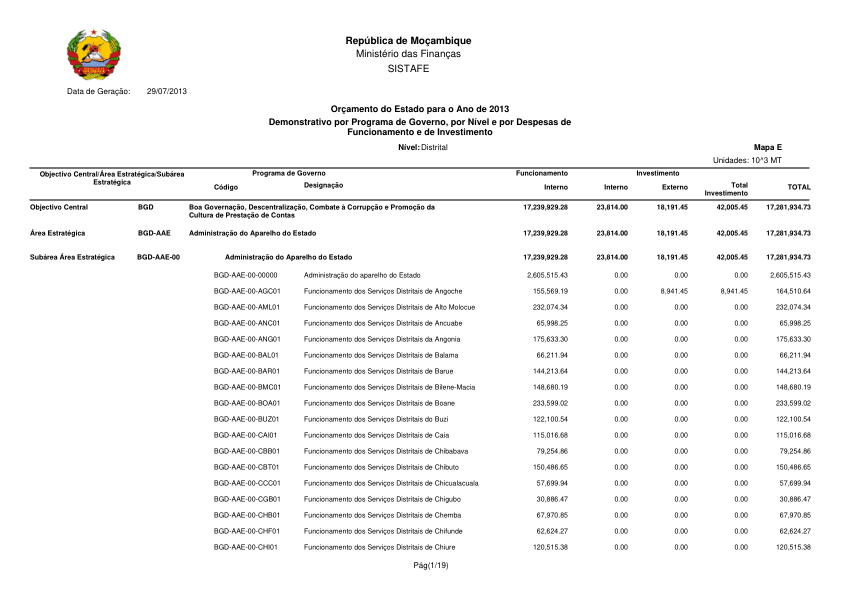 República de Moçambique
Ministério das Finanças
SISTAFE
Data de Geração: 29/07/2013
Orçamento do Estado para o Ano de 2013
Demonstrativo por Programa de Governo, por Nível e por Despesas de
Funcionamento e de Investimento
Nível: Distrital Mapa E
Unidades: 10^3 MT
Objectivo Central/Área Estratégica/Subárea Programa de Governo Funcionamento Investimento
Estratégica Código Designação Interno Interno Externo Total TOTAL
Investimento
Objectivo Central BGD Boa Governação, Descentralização, Combate à Corrupção e Promoção da 17,239,929.28 23,814.00 18,191.45 42,005.45 17,281,934.73
Cultura de Prestação de Contas
Área Estratégica BGD-AAE Administração do Aparelho do Estado 17,239,929.28 23,814.00 18,191.45 42,005.45 17,281,934.73
Subárea Área Estratégica BGD-AAE-00 Administração do Aparelho do Estado 17,239,929.28 23,814.00 18,191.45 42,005.45 17,281,934.73
BGD-AAE-00-00000 Administração do aparelho do Estado 2,605,515.43 0.00 0.00 0.00 2,605,515.43
BGD-AAE-00-AGC01 Funcionamento dos Serviços Distritais de Angoche 155,569.19 0.00 8,941.45 8,941.45 164,510.64
BGD-AAE-00-AML01 Funcionamento dos Serviços Distritais de Alto Molocue 232,074.34 0.00 0.00 0.00 232,074.34
BGD-AAE-00-ANC01 Funcionamento dos Serviços Distritais de Ancuabe 65,998.25 0.00 0.00 0.00 65,998.25
BGD-AAE-00-ANG01 Funcionamento dos Serviços Distritais da Angonia 175,633.30 0.00 0.00 0.00 175,633.30
BGD-AAE-00-BAL01 Funcionamento dos Serviços Distritais de Balama 66,211.94 0.00 0.00 0.00 66,211.94
BGD-AAE-00-BAR01 Funcionamento dos Serviços Distritais de Barue 144,213.64 0.00 0.00 0.00 144,213.64
BGD-AAE-00-BMC01 Funcionamento dos Serviços Distritais de Bilene-Macia 148,680.19 0.00 0.00 0.00 148,680.19
BGD-AAE-00-BOA01 Funcionamento dos Serviços Distritais de Boane 233,599.02 0.00 0.00 0.00 233,599.02
BGD-AAE-00-BUZ01 Funcionamento dos Serviços Distritais do Buzi 122,100.54 0.00 0.00 0.00 122,100.54
BGD-AAE-00-CAI01 Funcionamento dos Serviços Distritais de Caia 115,016.68 0.00 0.00 0.00 115,016.68
BGD-AAE-00-CBB01 Funcionamento dos Serviços Distritais de Chibabava 79,254.86 0.00 0.00 0.00 79,254.86
BGD-AAE-00-CBT01 Funcionamento dos Serviços Distritais de Chibuto 150,486.65 0.00 0.00 0.00 150,486.65
BGD-AAE-00-CCC01 Funcionamento dos Serviços Distritais de Chicualacuala 57,699.94 0.00 0.00 0.00 57,699.94
BGD-AAE-00-CGB01 Funcionamento dos Serviços Distritais de Chigubo 30,886.47 0.00 0.00 0.00 30,886.47
BGD-AAE-00-CHB01 Funcionamento dos Serviços Distritais de Chemba 67,970.85 0.00 0.00 0.00 67,970.85
BGD-AAE-00-CHF01 Funcionamento dos Serviços Distritais de Chifunde 62,624.27 0.00 0.00 0.00 62,624.27
BGD-AAE-00-CHI01 Funcionamento dos Serviços Distritais de Chiure 120,515.38 0.00 0.00 0.00 120,515.38
Pág(1/19)